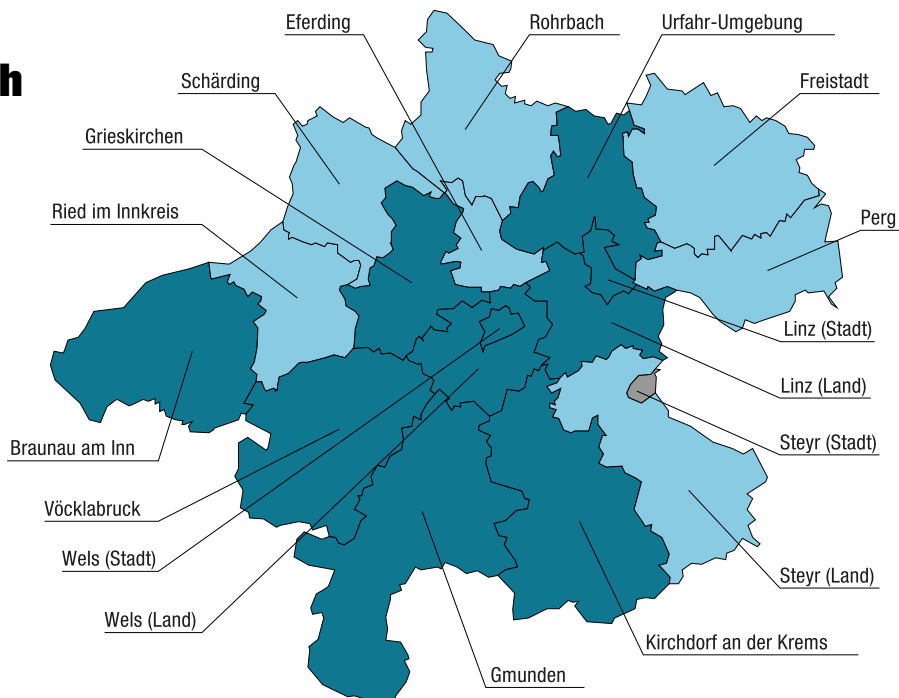 Eferding
Rohrbach
Urfahr-Umgebung
h
Schärding
Freistadt
Grieskirchen
Ried im Innkreis
Perg
Linz (Stadt)
Linz (Land)
Steyr (Stadt)
Braunau am Inn
Vöcklabruck
Wels (Stadt)
Steyr (Land)
Wels (Land)
Kirchdorf an der Krems
Gmunden